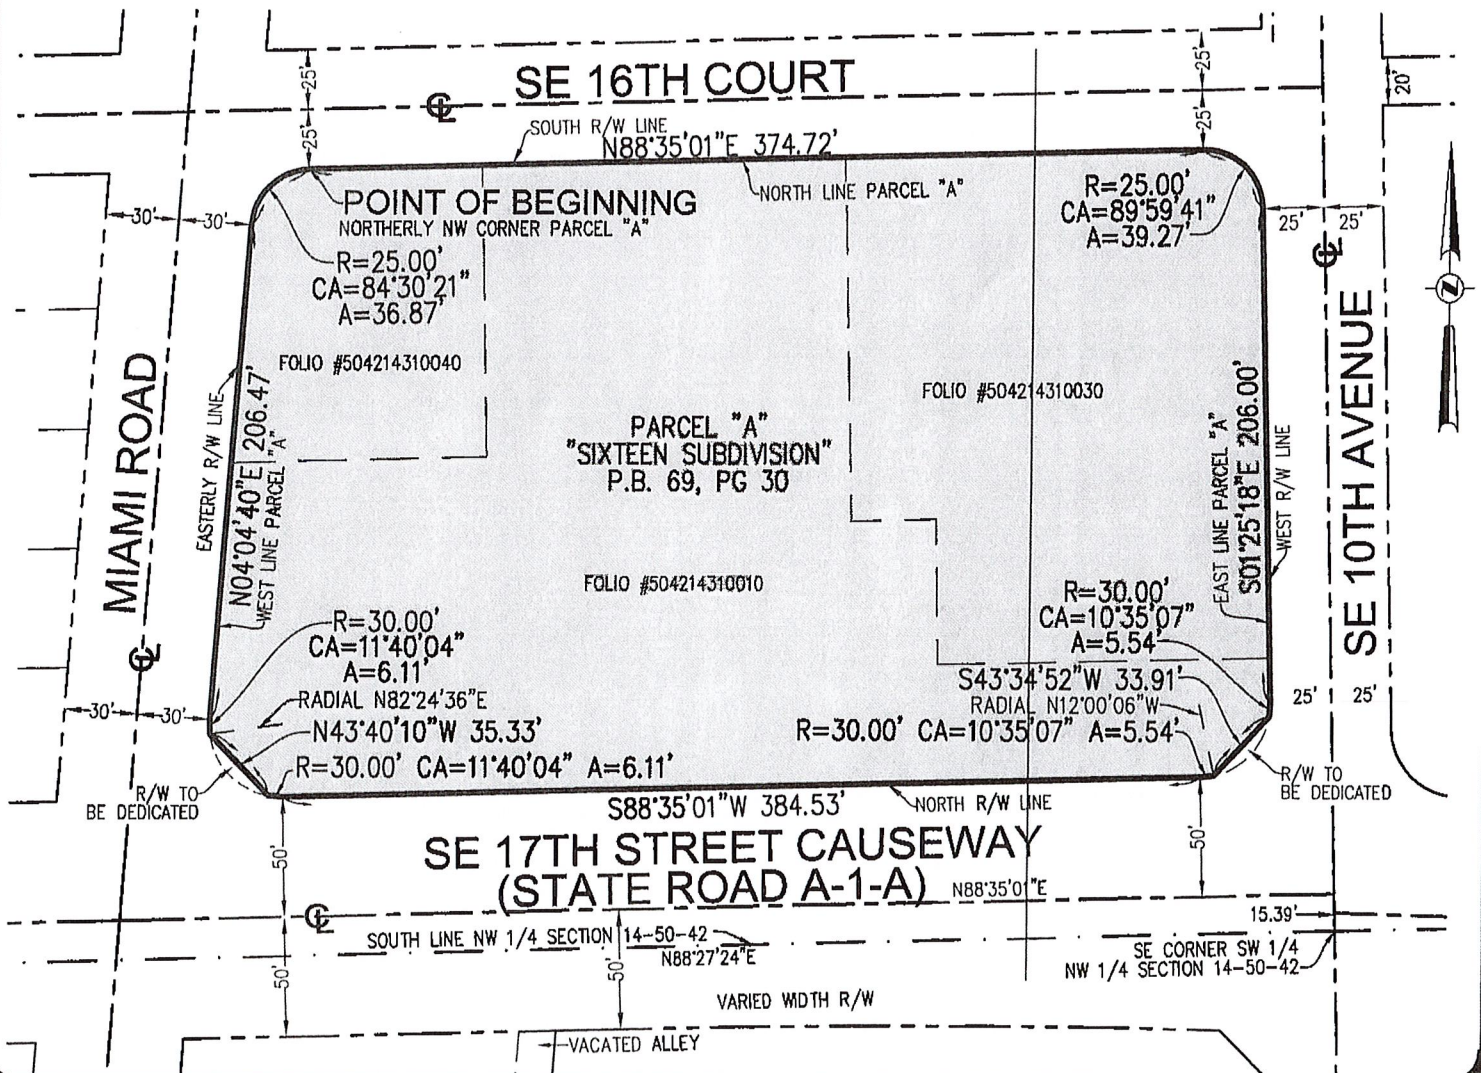 25'
SE 16TH COURT
25'
20'
CL
25'
SOUTH R/W LINE
25'
N88°35'01"E 374.72'
NORTH LINE PARCEL "A"
POINT OF BEGINNING
NORTHERLY NW CORNER PARCEL "A"
R=25.00'
CA=84°30'21"
A=36.87'
R=25.00'
CA=89°59'41"
A=39.27'
30'
30'
25'
25'
CL
N
FOLIO #504214310040
FOLIO #504214310030
PARCEL "A"
"SIXTEEN SUBDIVISION"
P.B. 69, PG 30
MIAMI ROAD
EASTERLY R/W LINE
N04°04'40"E 206.47'
WEST LINE PARCEL "A"
EAST LINE PARCEL "A"
S01°25'18"E 206.00'
WEST R/W LINE
SE 10TH AVENUE
FOLIO #504214310010
R=30.00'
CA=11°40'04"
A=6.11'
R=30.00'
CA=10°35'07"
A=5.54'
CL
RADIAL N82°24'36"E
S43°34'52"W 33.91'
RADIAL N12°00'06"W
25'
25'
30'
30'
N43°40'10"W 35.33'
R=30.00' CA=10°35'07" A=5.54'
R=30.00' CA=11°40'04" A=6.11'
R/W TO
BE DEDICATED
R/W TO
BE DEDICATED
S88°35'01"W 384.53'
NORTH R/W LINE
50'
50'
SE 17TH STREET CAUSEWAY
(STATE ROAD A-1-A)
N88°35'01"E
CL
15.39'
SOUTH LINE NW 1/4 SECTION 14-50-42
N88°27'24"E
SE CORNER SW 1/4
NW 1/4 SECTION 14-50-42
50'
50'
VARIED WIDTH R/W
VACATED ALLEY